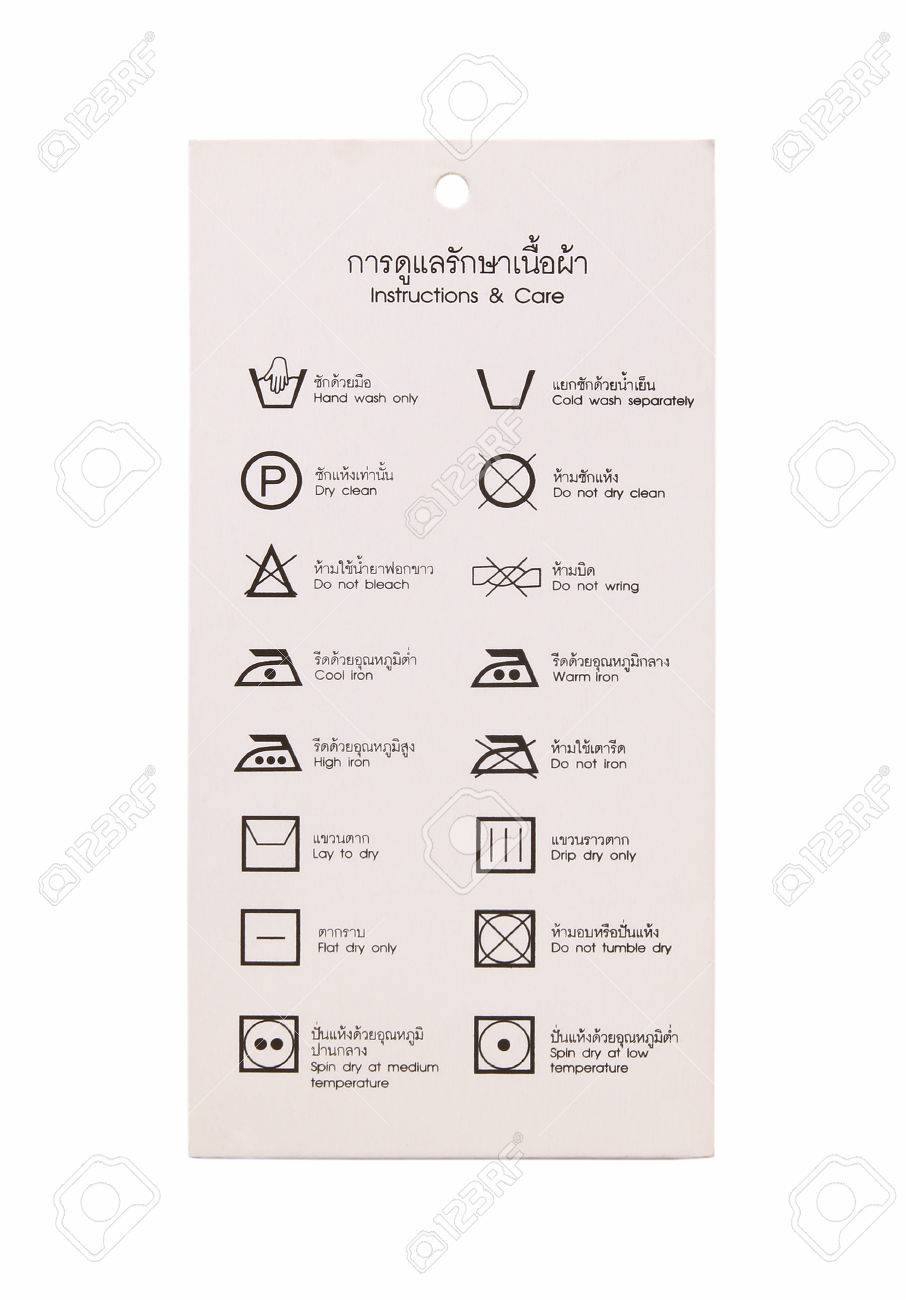 การดูแลรักษาเนื้อผ้า
Instructions & Care
ซักด้วยมือ
Hand wash only
แยกซักด้วยน้ำเย็น
Cold wash separately
P
ซักแห้งเท่านั้น
Dry clean
ห้ามซักแห้ง
Do not dry clean
ห้ามใช้น้ำยาฟอกขาว
Do not bleach
ห้ามบิด
Do not wring
รีดด้วยอุณหภูมิต่ำ
Cool iron
รีดด้วยอุณหภูมิกลาง
Warm iron
รีดด้วยอุณหภูมิสูง
High iron
ห้ามใช้เตารีด
Do not iron
แขวนตาก
Lay to dry
แขวนราวตาก
Drip dry only
ตากราบ
Flat dry only
ห้ามอบหรือปั่นแห้ง
Do not tumble dry
ปั่นแห้งด้วยอุณหภูมิ
ปานกลาง
Spin dry at medium
temperature
ปั่นแห้งด้วยอุณหภูมิต่ำ
Spin dry at low
temperature
123RF
123RF
123RF
123RF
123RF
123RF